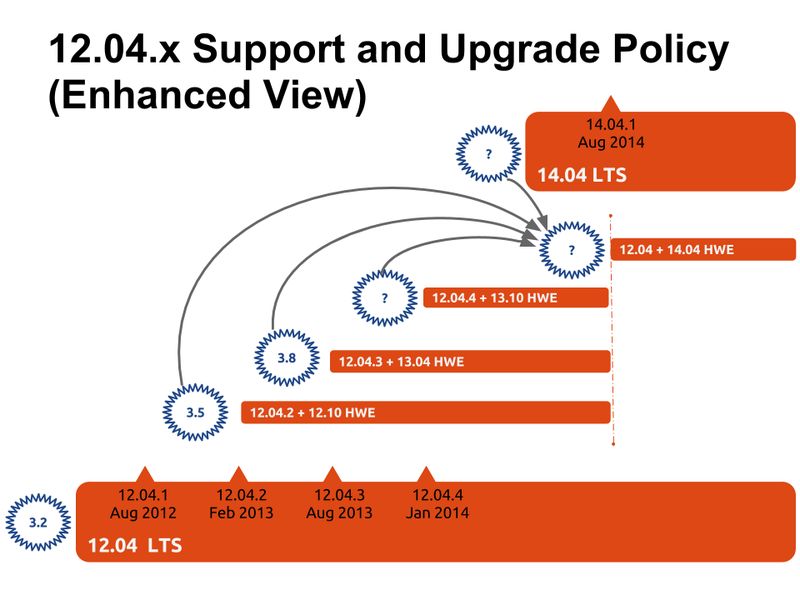 12.04.x Support and Upgrade Policy
(Enhanced View)
14.04.1
Aug 2014
?
14.04 LTS
?
12.04 + 14.04 HWE
?
12.04.4 + 13.10 HWE
3.8
12.04.3 + 13.04 HWE
3.5
12.04.2 + 12.10 HWE
12.04.1
Aug 2012
12.04.2
Feb 2013
12.04.3
Aug 2013
12.04.4
Jan 2014
3.2
12.04 LTS